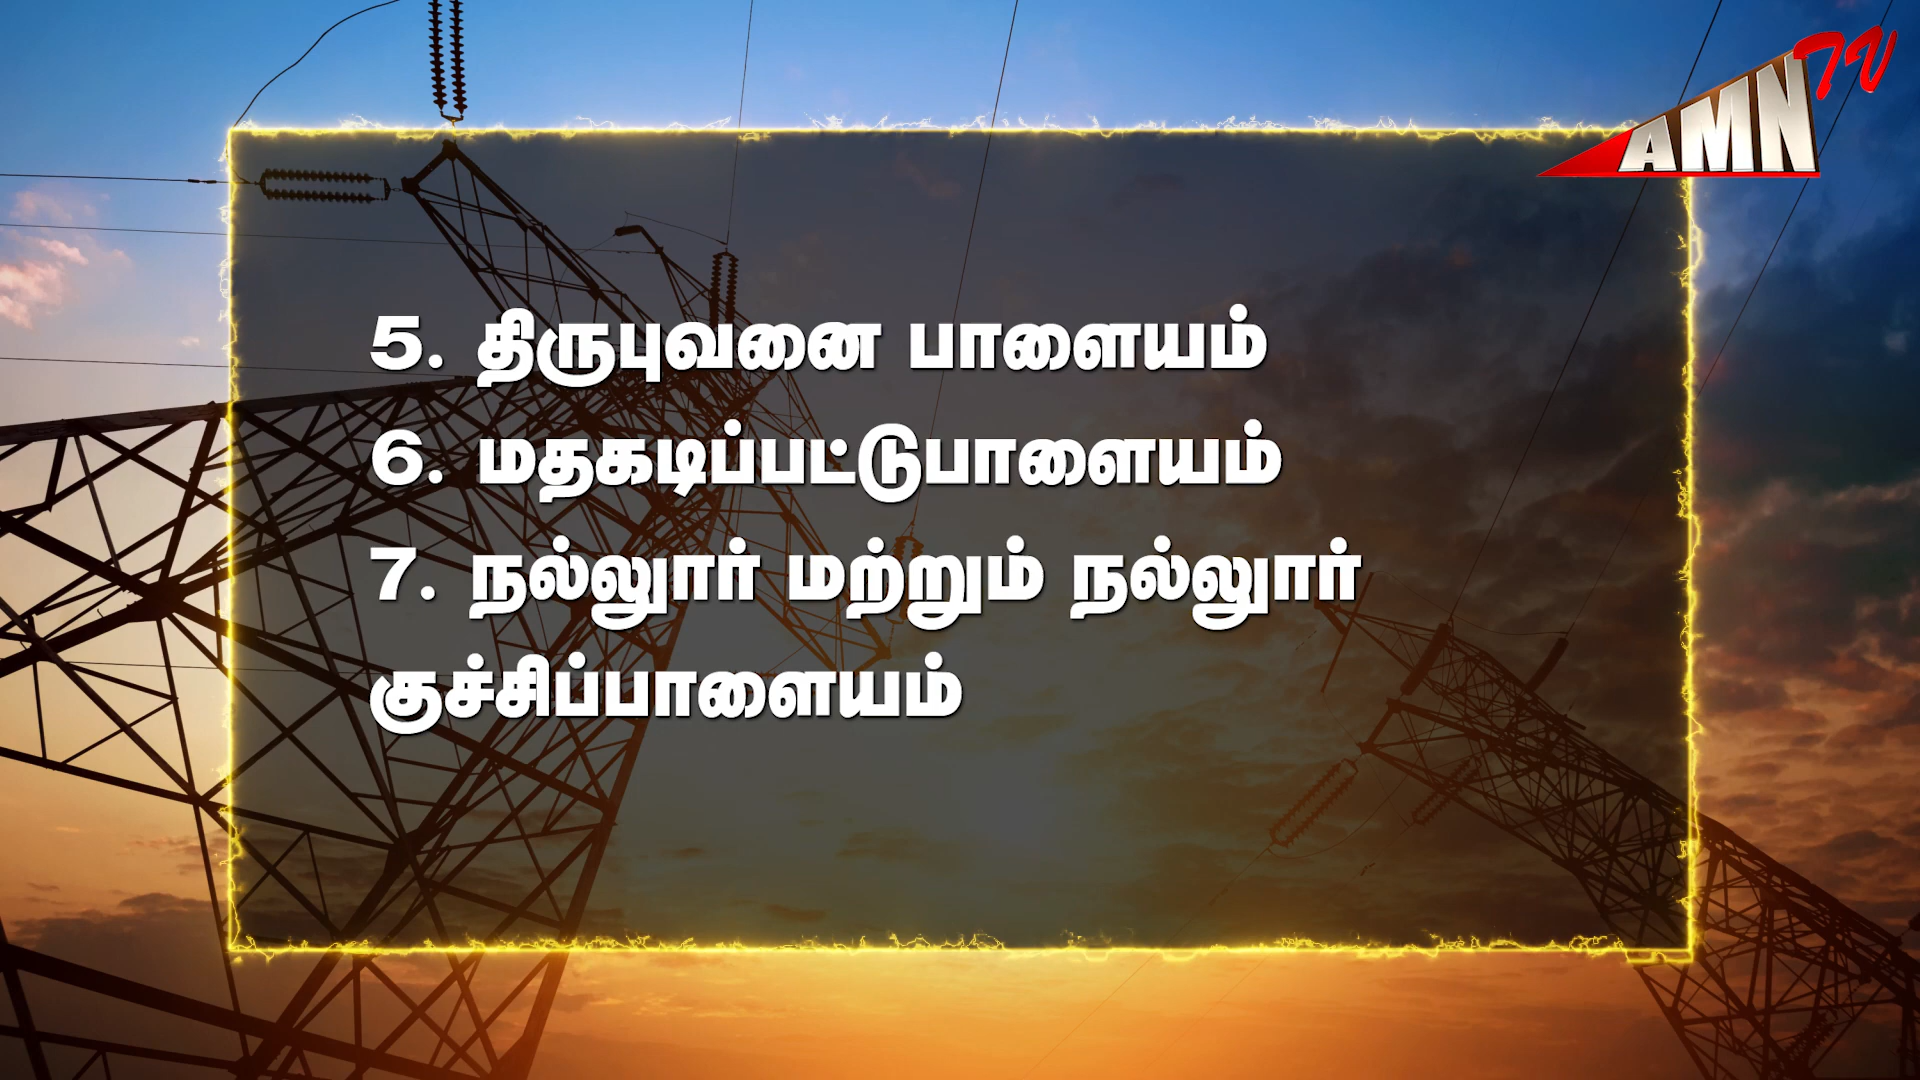 AMN TV
5. திருபுவனை பாளையம்
6. மதகடிப்பட்டுபாளையம்
7. நல்லுார் மற்றும் நல்லுார்
குச்சிப்பாளையம்